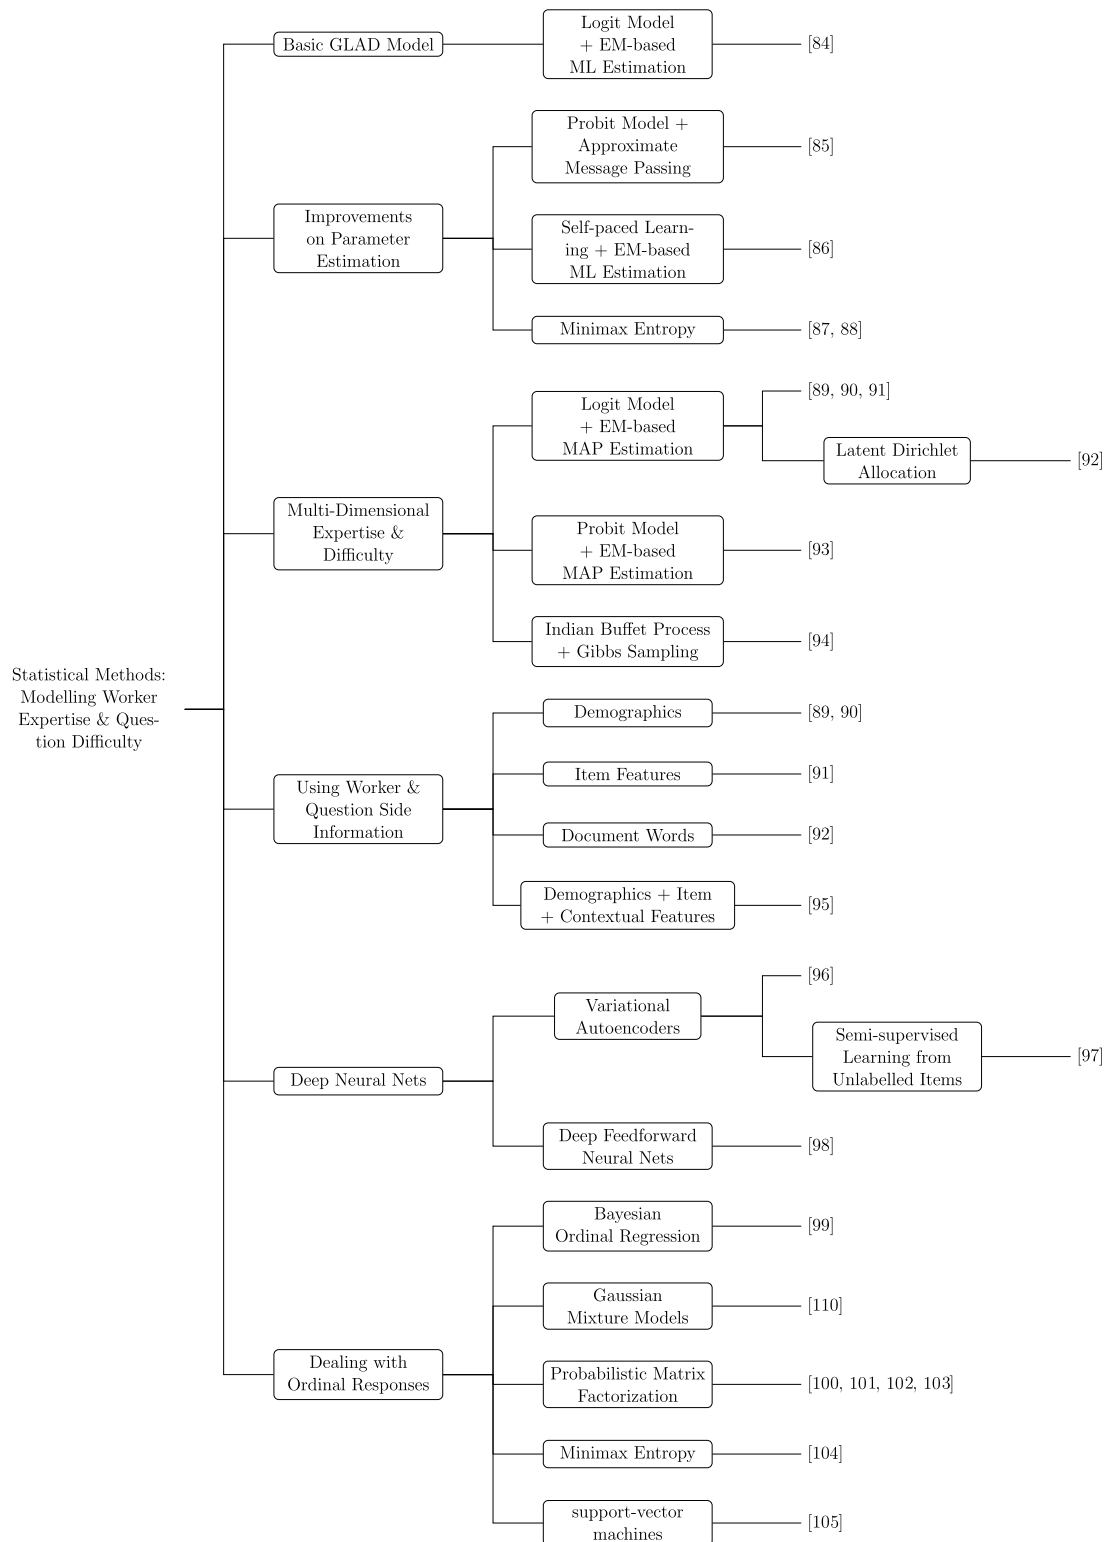 Statistical Methods:
Modelling Worker
Expertise & Ques-
tion Difficulty
Basic GLAD Model
Logit Model
+ EM-based
ML Estimation
[84]
Improvements
on Parameter
Estimation
Probit Model +
Approximate
Message Passing
[85]
Self-paced Learn-
ing + EM-based
ML Estimation
[86]
Minimax Entropy
[87, 88]
Multi-Dimensional
Expertise &
Difficulty
Logit Model
+ EM-based
MAP Estimation
[89, 90, 91]
Latent Dirichlet
Allocation
[92]
Probit Model
+ EM-based
MAP Estimation
[93]
Indian Buffet Process
+ Gibbs Sampling
[94]
Using Worker &
Question Side
Information
Demographics
[89, 90]
Item Features
[91]
Document Words
[92]
Demographics + Item
+ Contextual Features
[95]
Deep Neural Nets
Variational
Autoencoders
[96]
Semi-supervised
Learning from
Unlabelled Items
[97]
Deep Feedforward
Neural Nets
[98]
Dealing with
Ordinal Responses
Bayesian
Ordinal Regression
[99]
Gaussian
Mixture Models
[110]
Probabilistic Matrix
Factorization
[100, 101, 102, 103]
Minimax Entropy
[104]
support-vector
machines
[105]